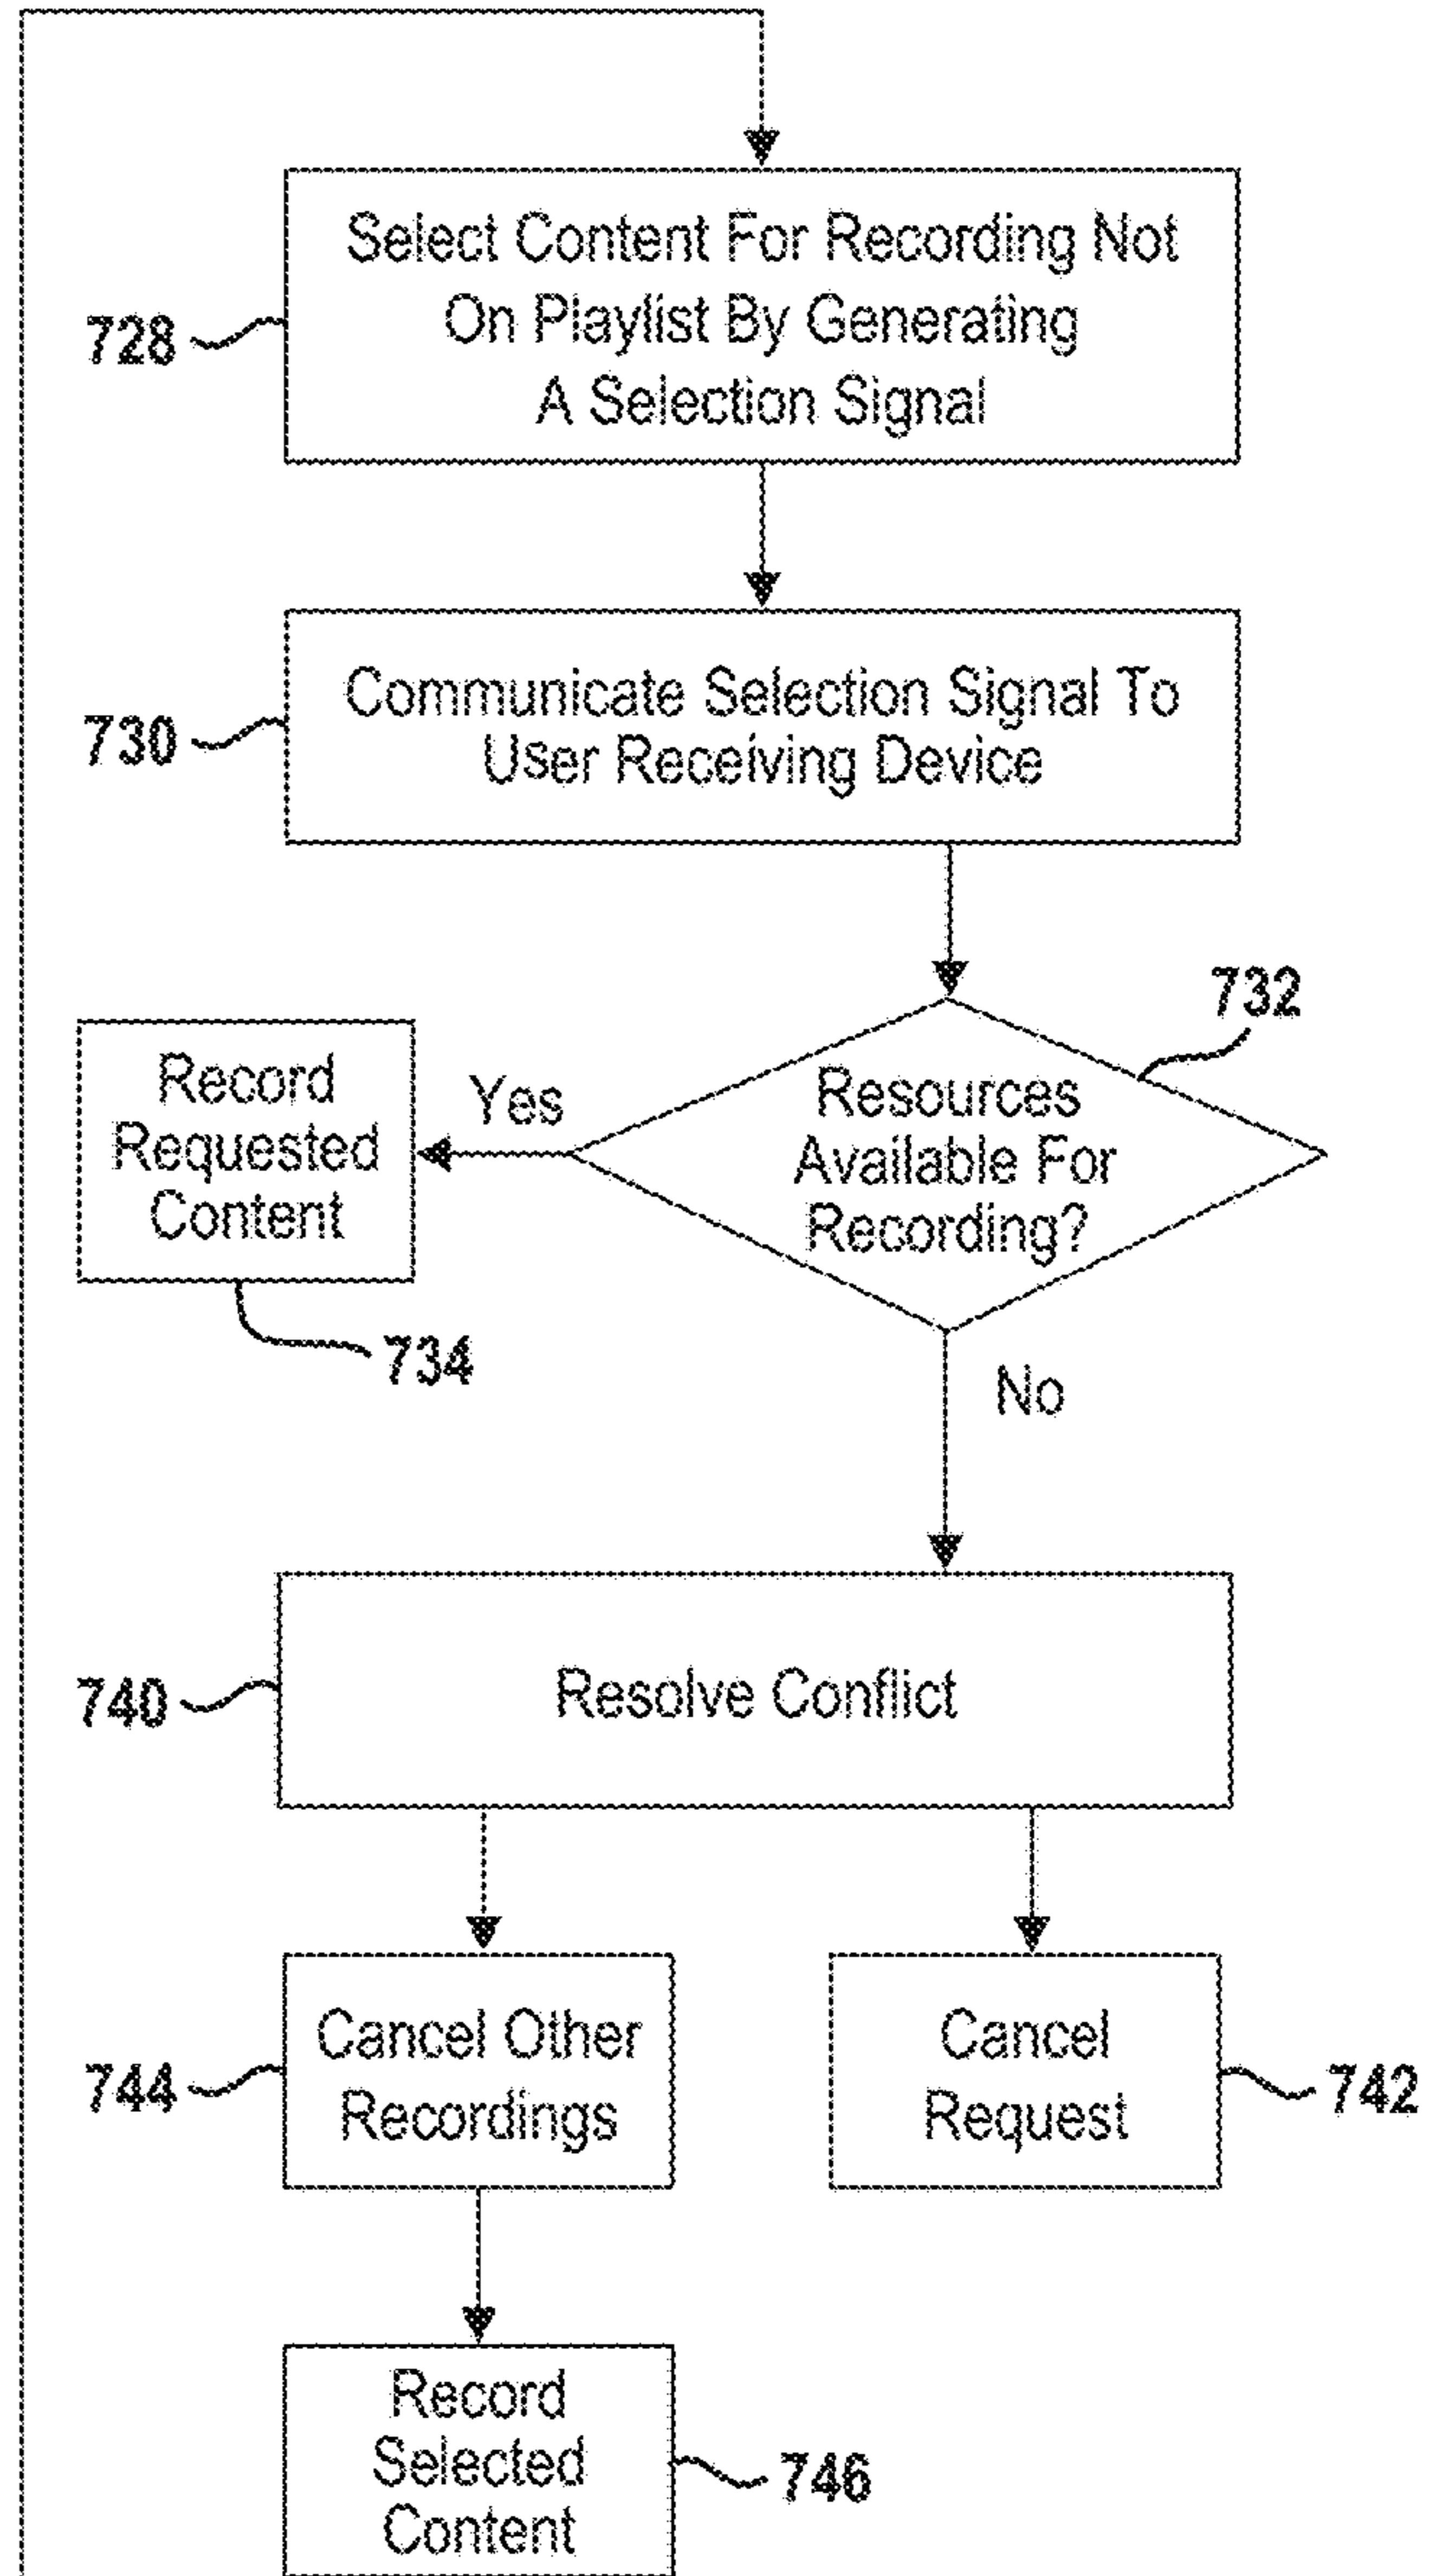 Select Content For Recording Not
On Playlist By Generating
A Selection Signal
728
Communicate Selection Signal To
User Receiving Device
730
732
Resources
Available For
Recording?
Yes
Record
Requested
Content
734
No
Resolve Conflict
740
Cancel Other
Recordings
744
Cancel
Request
742
Record
Selected
Content
746